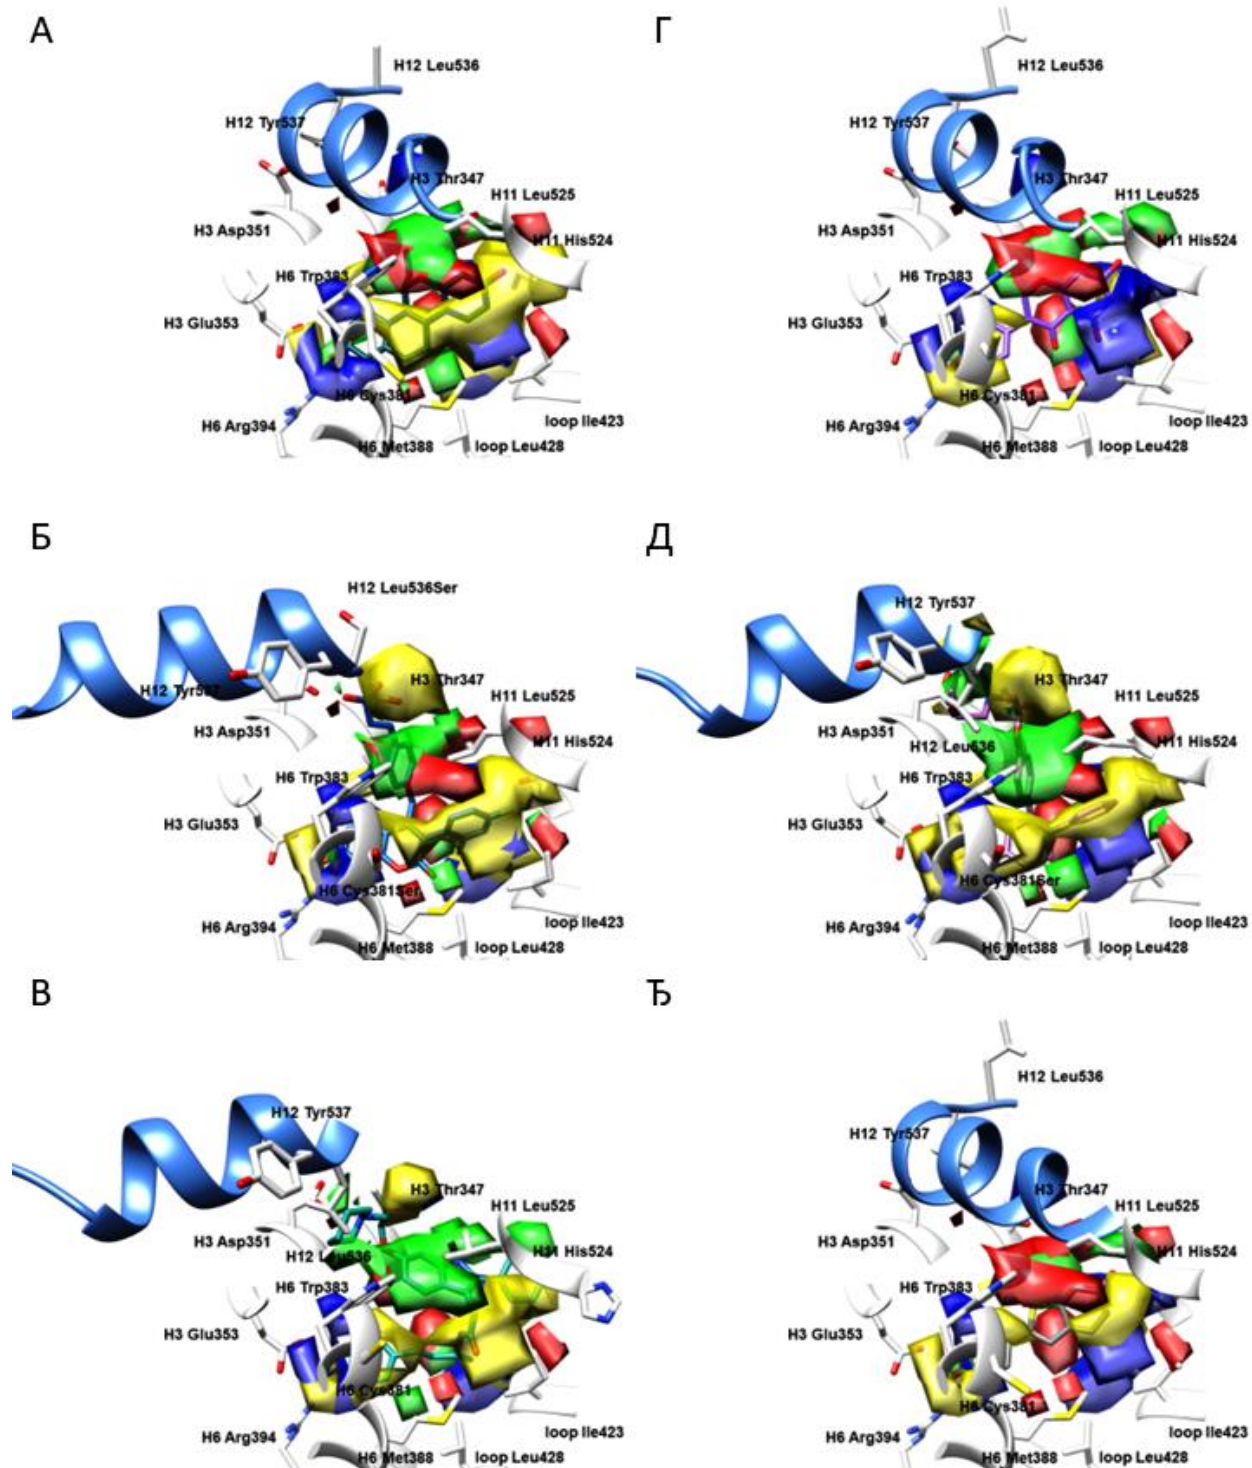 А
H12 Leu536
H12 Tyr537
H3 Thr347
H11 Leu525
H3 Asp351
H11 His524
H6 Trp383
H3 Glu353
H6 Cys381
H6 Arg394
loop Ile423
H6 Met388
loop Leu428
Г
H12 Leu536
H12 Tyr537
H3 Thr347
H11 Leu525
H3 Asp351
H11 His524
H6 Trp383
H3 Glu353
H6 Cys381
H6 Arg394
loop Ile423
H6 Met388
loop Leu428
Б
H12 Leu536Ser
H3 Thr347
H12 Tyr537
H11 Leu525
H3 Asp351
H11 His524
H6 Trp383
H3 Glu353
H6 Cys381Ser
H6 Arg394
loop Ile423
H6 Met388
loop Leu428
Д
H12 Tyr537
H3 Thr347
H11 Leu525
H3 Asp351
H12 Leu536
H11 His524
H6 Trp383
H3 Glu353
H6 Cys381Ser
H6 Arg394
loop Ile423
H6 Met388
loop Leu428
В
H12 Tyr537
H3 Thr347
H11 Leu525
H3 Asp351
H12 Leu536
H11 His524
H6 Trp383
H3 Glu353
H6 Cys381
H6 Arg394
loop Ile423
H6 Met388
loop Leu428
Ђ
H12 Leu536
H12 Tyr537
H3 Thr347
H11 Leu525
H3 Asp351
H11 His524
H6 Trp383
H3 Glu353
H6 Cys381
H6 Arg394
loop Ile423
H6 Met388
loop Leu428